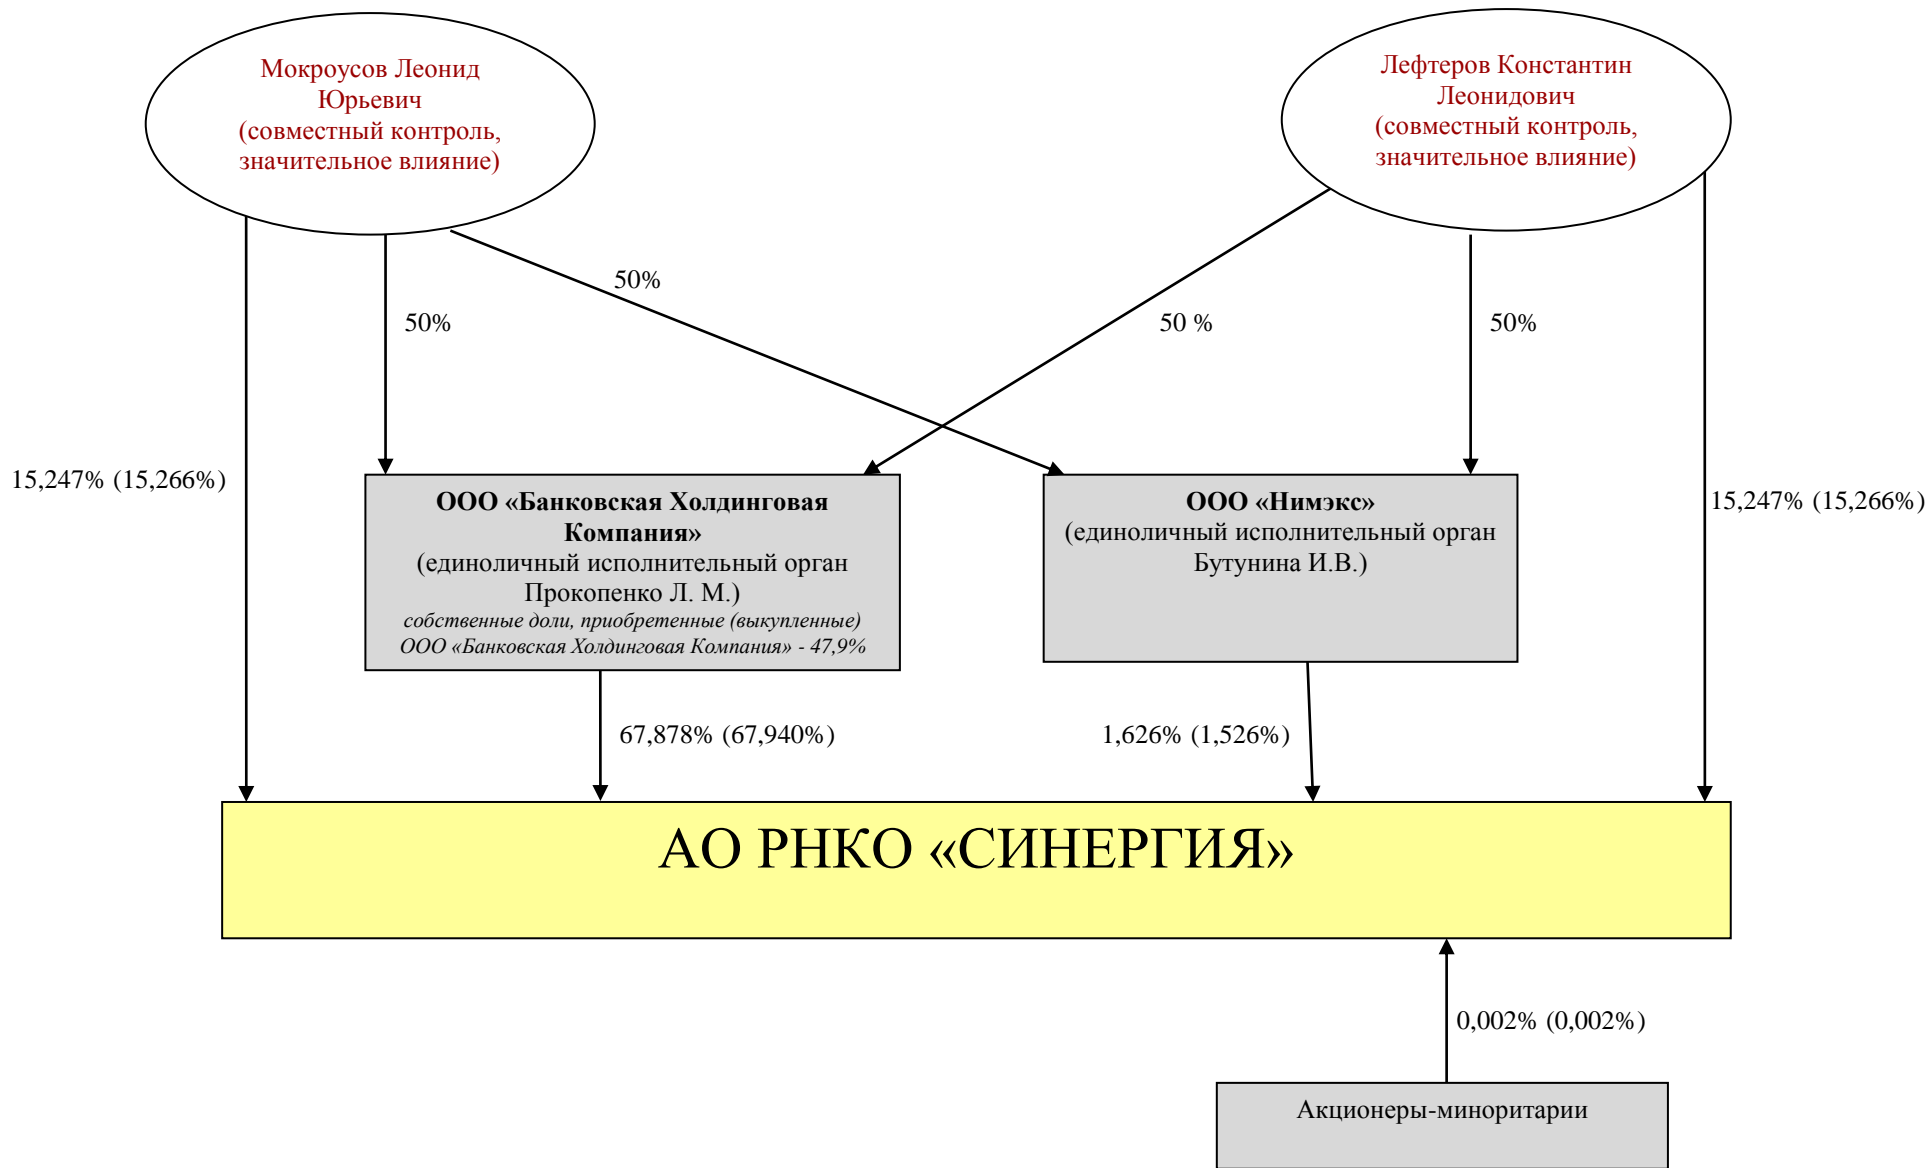 Мокроусов Леонид
Юрьевич
(совместный контроль,
значительное влияние)
Лефтеров Константин
Леонидович
(совместный контроль,
значительное влияние)
50%
50%
50 %
50%
15,247% (15,266%)
15,247% (15,266%)
ООО «Банковская Холдинговая
Компания»
(единоличный исполнительный орган
Прокопенко Л. М.)
собственные доли, приобретенные (выкупленные)
ООО «Банковская Холдинговая Компания» - 47,9%
ООО «Нимэкс»
(единоличный исполнительный орган
Бутунина И.В.)
67,878% (67,940%)
1,626% (1,526%)
АО РНКО «СИНЕРГИЯ»
0,002% (0,002%)
Акционеры-миноритарии